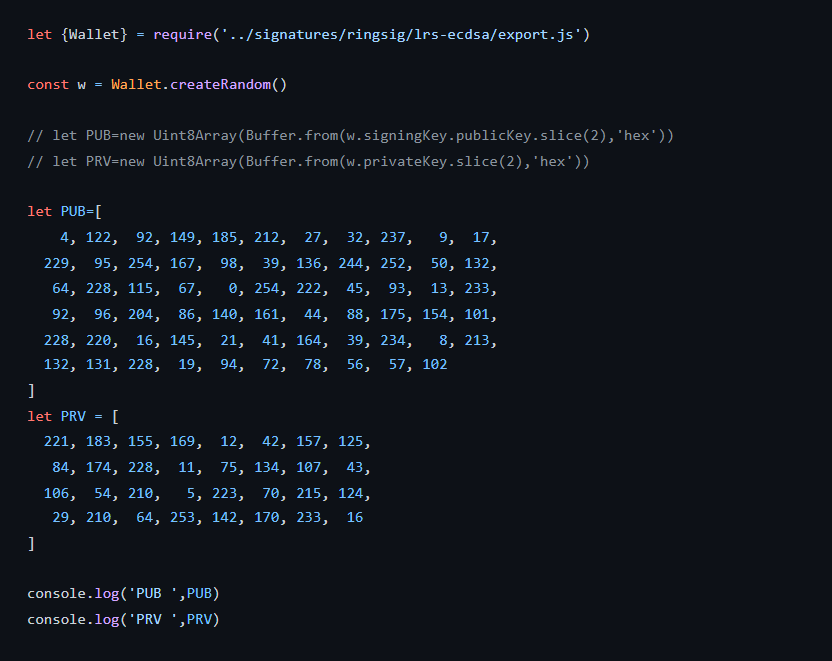 let {Wallet} = require('../signatures/ringsig/lrs-ecdsa/export.js')
const w = Wallet.createRandom()
// let PUB=new Uint8Array(Buffer.from(w.signingKey.publicKey.slice(2),'hex'))
// let PRV=new Uint8Array(Buffer.from(w.privateKey.slice(2),'hex'))
let PUB=[
4, 122, 92, 149, 185, 212, 27, 32, 237, 9, 17,
229, 95, 254, 167, 98, 39, 136, 244, 252, 50, 132,
64, 228, 115, 67, 0, 254, 222, 45, 93, 13, 233,
92, 96, 204, 86, 140, 161, 44, 88, 175, 154, 101,
228, 220, 16, 145, 21, 41, 164, 39, 234, 8, 213,
132, 131, 228, 19, 94, 72, 78, 56, 57, 102
]
let PRV = [
221, 183, 155, 169, 12, 42, 157, 125,
84, 174, 228, 11, 75, 134, 107, 43,
106, 54, 210, 5, 223, 70, 215, 124,
29, 210, 64, 253, 142, 170, 233, 16
]
console.log('PUB ',PUB)
console.log('PRV ',PRV)